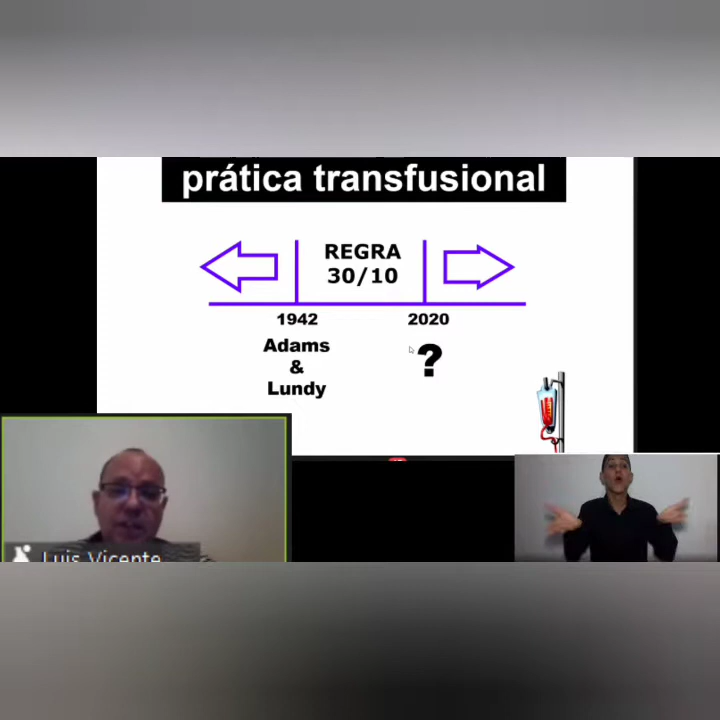 prática transfusional
REGRA
30/10
1942
2020
Adams
&
Lundy
?
Luis Vicente